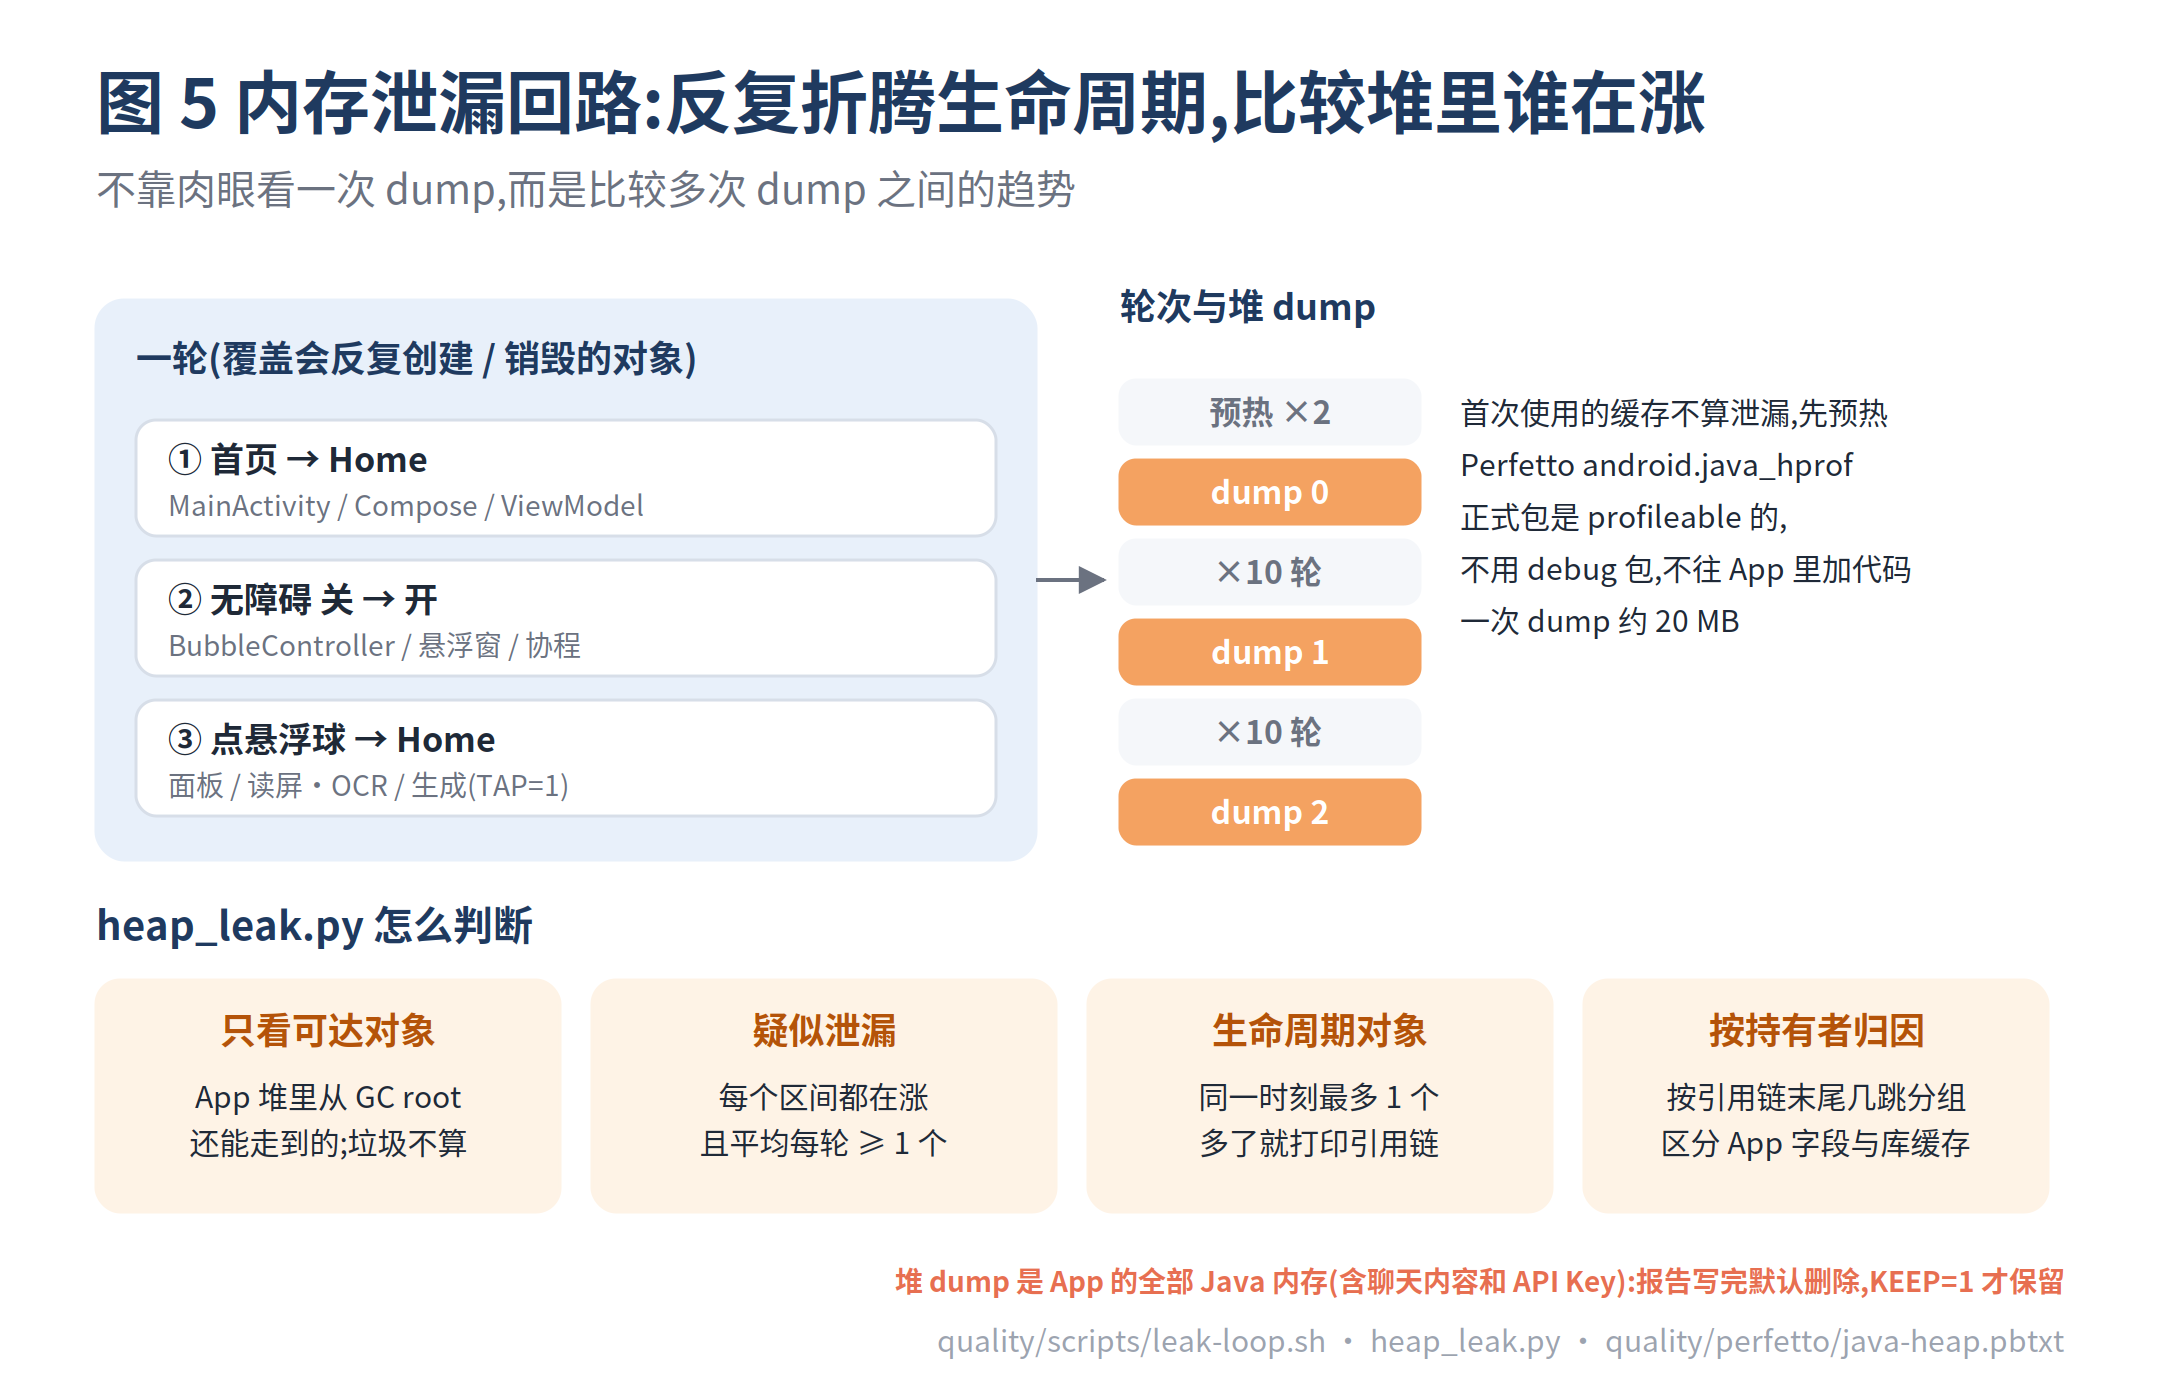 图 5 内存泄漏回路:反复折腾生命周期,比较堆里谁在涨
不靠肉眼看一次 dump,而是比较多次 dump 之间的趋势
一轮(覆盖会反复创建 / 销毁的对象)
① 首页 → Home
MainActivity / Compose / ViewModel
② 无障碍 关 → 开
BubbleController / 悬浮窗 / 协程
③ 点悬浮球 → Home
面板 / 读屏・OCR / 生成(TAP=1)
轮次与堆 dump
预热 ×2
dump 0
×10 轮
dump 1
×10 轮
dump 2
首次使用的缓存不算泄漏,先预热
Perfetto android.java_hprof
正式包是 profileable 的,
不用 debug 包,不往 App 里加代码
一次 dump 约 20 MB
heap_leak.py 怎么判断
只看可达对象
App 堆里从 GC root
还能走到的;垃圾不算
疑似泄漏
每个区间都在涨
且平均每轮 ≥ 1 个
生命周期对象
同一时刻最多 1 个
多了就打印引用链
按持有者归因
按引用链末尾几跳分组
区分 App 字段与库缓存
堆 dump 是 App 的全部 Java 内存(含聊天内容和 API Key):报告写完默认删除,KEEP=1 才保留
quality/scripts/leak-loop.sh ・ heap_leak.py ・ quality/perfetto/java-heap.pbtxt